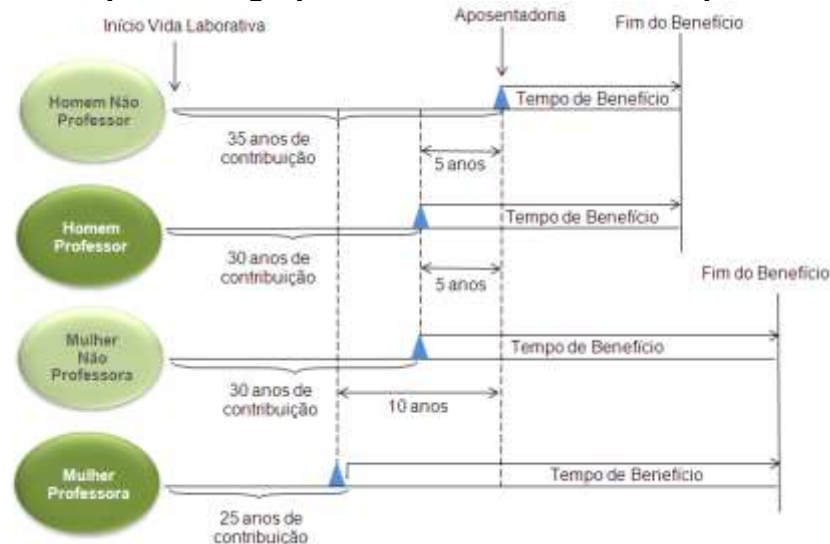 Início Vida Laborativa
Aposentadoria
Fim do Benefício
Homem Não
Professor
Tempo de Benefício
35 anos de
contribuição
5 anos
Homem
Professor
Tempo de Benefício
30 anos de
contribuição
5 anos
Fim do Benefício
Mulher
Não
Professora
Tempo de Benefício
30 anos de
contribuição
10 anos
Mulher
Professora
Tempo de Benefício
25 anos de
contribuição